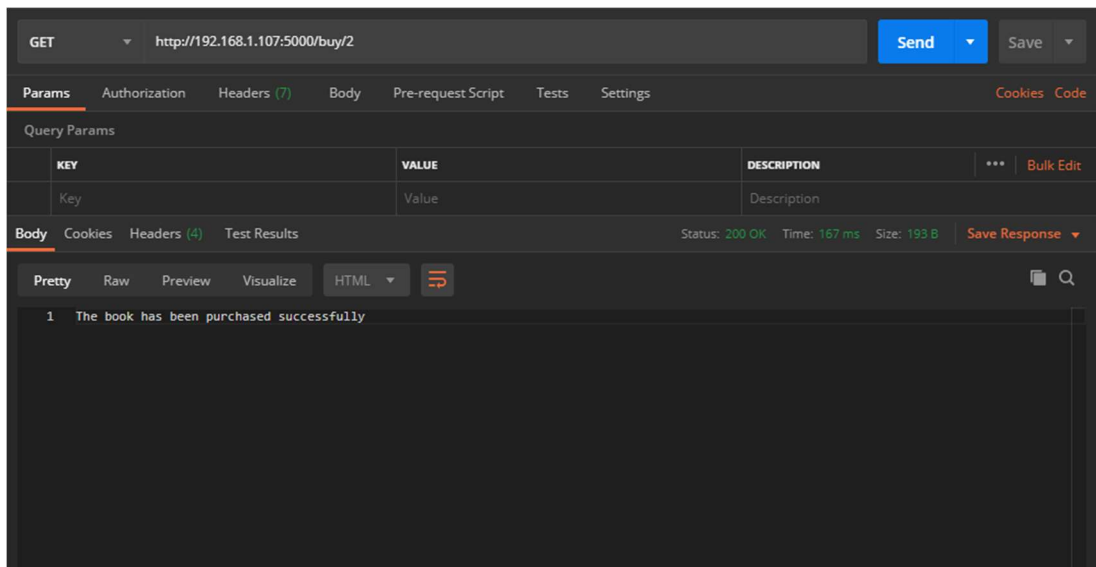 GET http://192.168.1.107:5000/buy/2 Send Save
Params Authorization Headers (7) Body Pre-request Script Tests Settings Cookies Code
Query Params
KEY VALUE DESCRIPTION ••• Bulk Edit
Key Value Description
Body Cookies Headers (4) Test Results Status: 200 OK Time: 167 ms Size: 193 B Save Response
Pretty Raw Preview Visualize HTML
1 The book has been purchased successfully